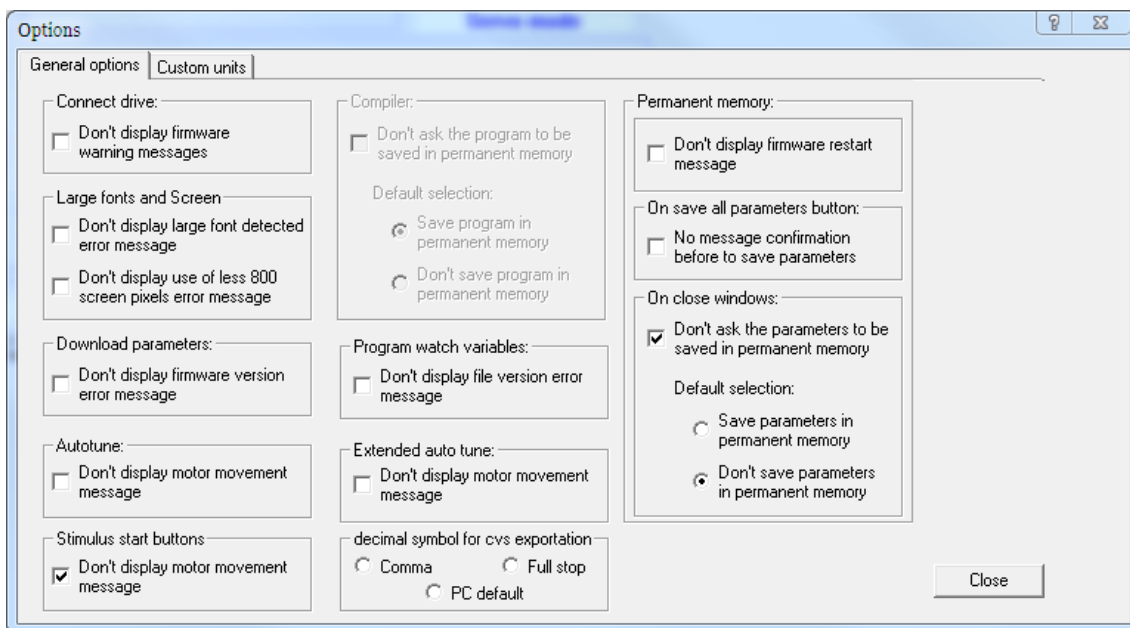 Servo mode
Options
General options
Custom units
Connect drive:
Don't display firmware
warning messages
Large fonts and Screen
Don't display large font detected
error message
Don't display use of less 800
screen pixels error message
Download parameters:
Don't display firmware version
error message
Autotune:
Don't display motor movement
message
Stimulus start buttons
Don't display motor movement
message
Compiler:
Don't ask the program to be
saved in permanent memory
Default selection:
Save program in
permanent memory
Don't save program in
permanent memory
Program watch variables:
Don't display file version error
message
Extended auto tune:
Don't display motor movement
message
decimal symbol for cvs exportation
Comma
Full stop
PC default
Permanent memory:
Don't display firmware restart
message
On save all parameters button:
No message confirmation
before to save parameters
On close windows:
Don't ask the parameters to be
saved in permanent memory
Default selection:
Save parameters in
permanent memory
Don't save parameters
in permanent memory
Close